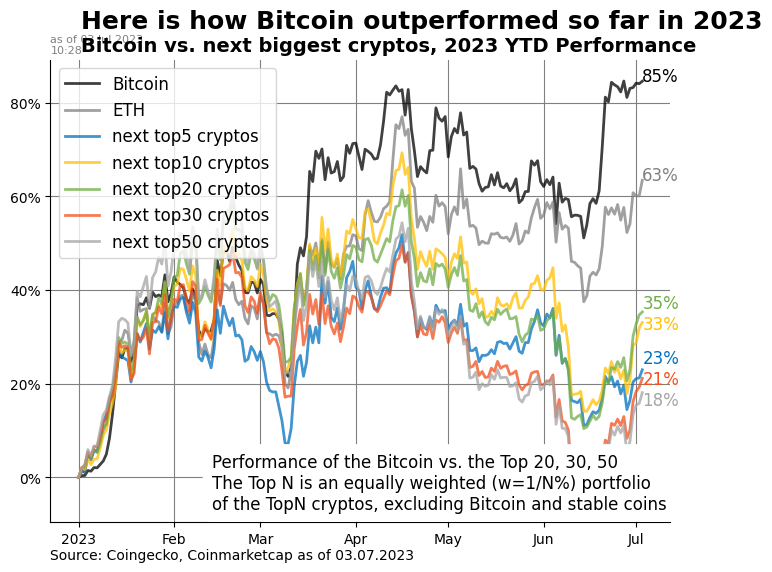 Here is how Bitcoin outperformed so far in 2023
as of 03 Jul 2023
10:28
Bitcoin vs. next biggest cryptos, 2023 YTD Performance
Bitcoin
ETH
next top5 cryptos
next top10 cryptos
next top20 cryptos
next top30 cryptos
next top50 cryptos
80%
60%
40%
20%
0%
85%
63%
35%
33%
23%
21%
18%
Performance of the Bitcoin vs. the Top 20, 30, 50
The Top N is an equally weighted (w=1/N%) portfolio
of the TopN cryptos, excluding Bitcoin and stable coins
2023 Feb Mar Apr May Jun Jul
Source: Coingecko, Coinmarketcap as of 03.07.2023